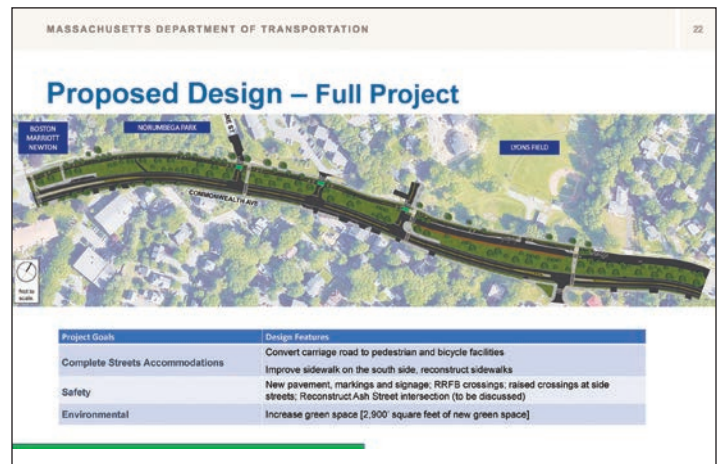 MASSACHUSETTS DEPARTMENT OF TRANSPORTATION
22
Proposed Design – Full Project
BOSTON
MARRIOTT
NEWTON
NORUMBEGA PARK
LYONS FIELD
COMMONWEALTH AVE
Not to
scale
Project Goals
Design Features
Complete Streets Accommodations
Convert carriage road to pedestrian and bicycle facilities
Improve sidewalk on the south side, reconstruct sidewalks
Safety
New pavement, markings and signage; RRFB crossings; raised crossings at side
streets; Reconstruct Ash Street intersection (to be discussed)
Environmental
Increase green space [2,900' square feet of new green space]